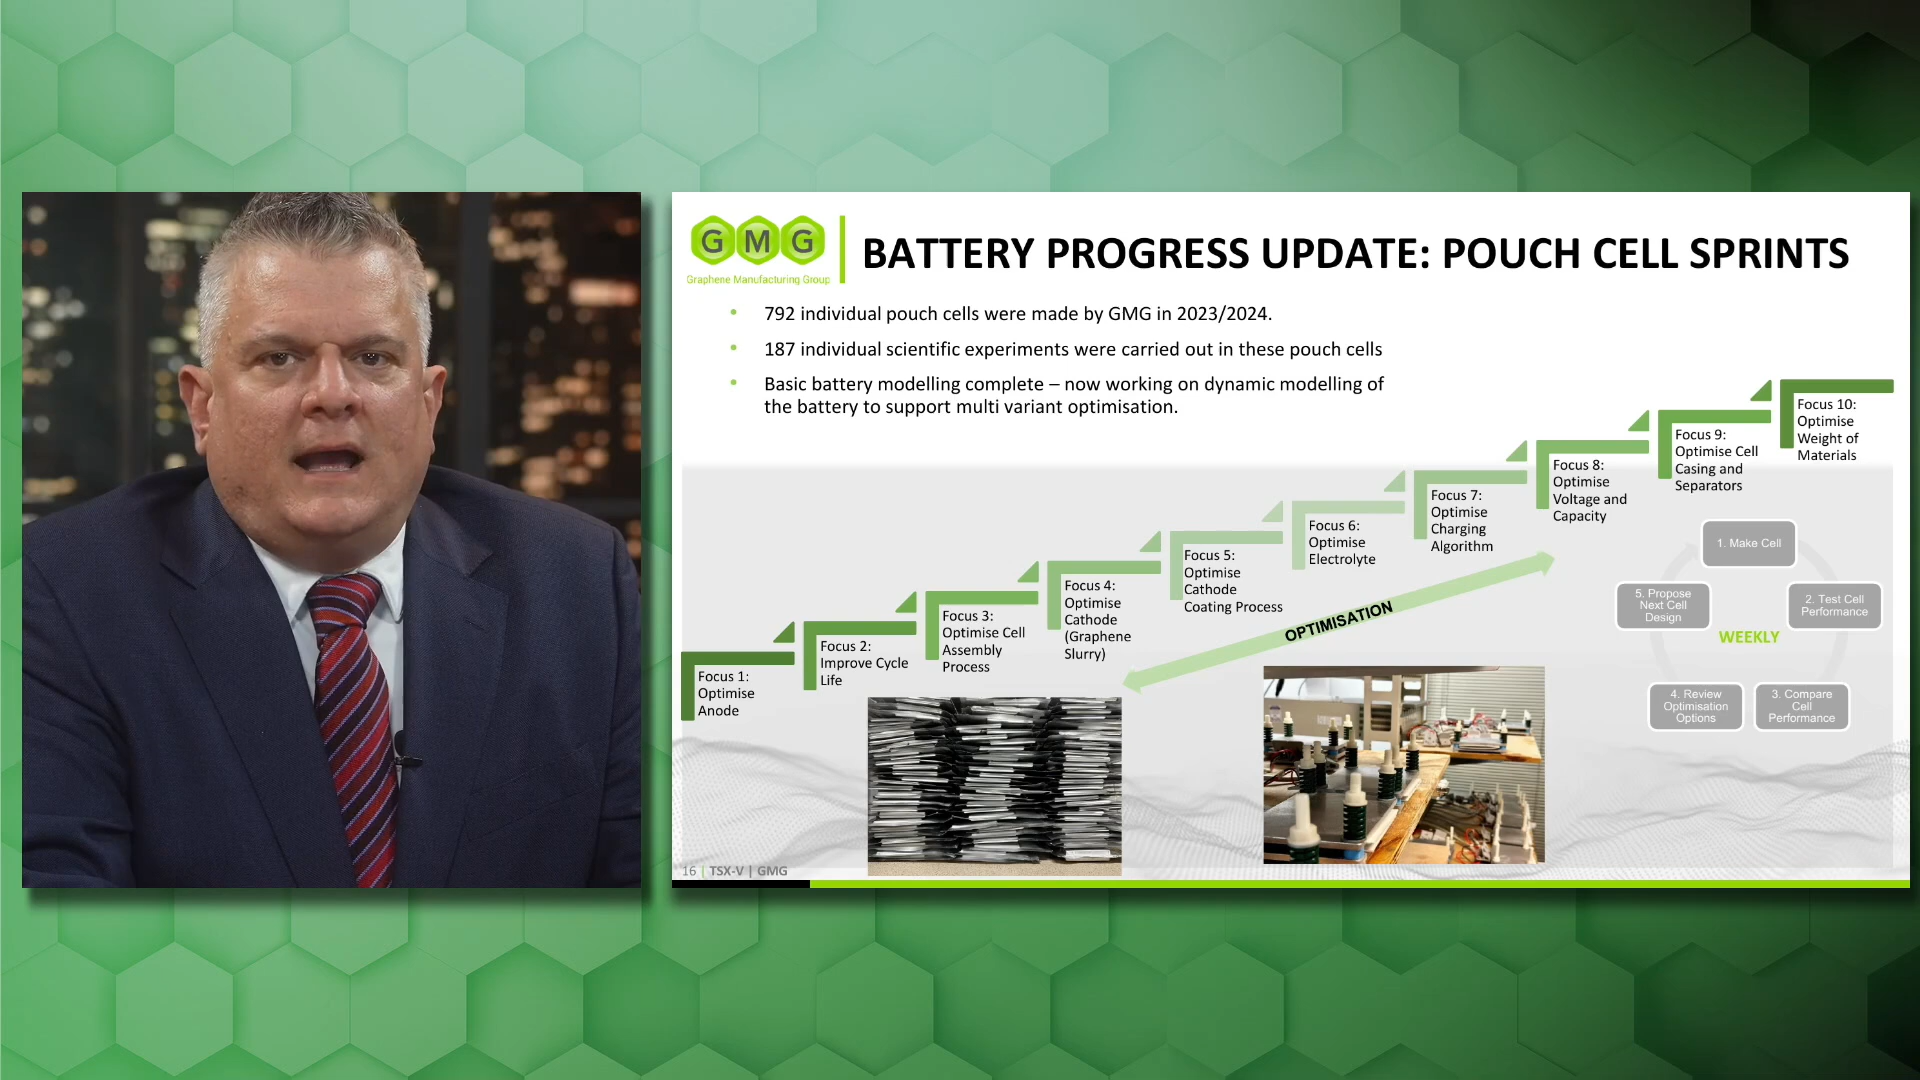 GMG
Graphene Manufacturing Group
BATTERY PROGRESS UPDATE: POUCH CELL SPRINTS
• 792 individual pouch cells were made by GMG in 2023/2024.
• 187 individual scientific experiments were carried out in these pouch cells
• Basic battery modelling complete – now working on dynamic modelling of
the battery to support multi variant optimisation.
Focus 1:
Optimise
Anode
Focus 2:
Improve Cycle
Life
Focus 3:
Optimise Cell
Assembly
Process
Focus 4:
Optimise
Cathode
(Graphene
Slurry)
Focus 5:
Optimise
Cathode
Coating Process
Focus 6:
Optimise
Electrolyte
Focus 7:
Optimise
Charging
Algorithm
Focus 8:
Optimise
Voltage and
Capacity
Focus 9:
Optimise Cell
Casing and
Separators
Focus 10:
Optimise
Weight of
Materials
OPTIMISATION
1. Make Cell
2. Test Cell
Performance
3. Compare
Cell
Performance
4. Review
Optimisation
Options
5. Propose
Next Cell
Design
WEEKLY
16 | TSX-V | GMG